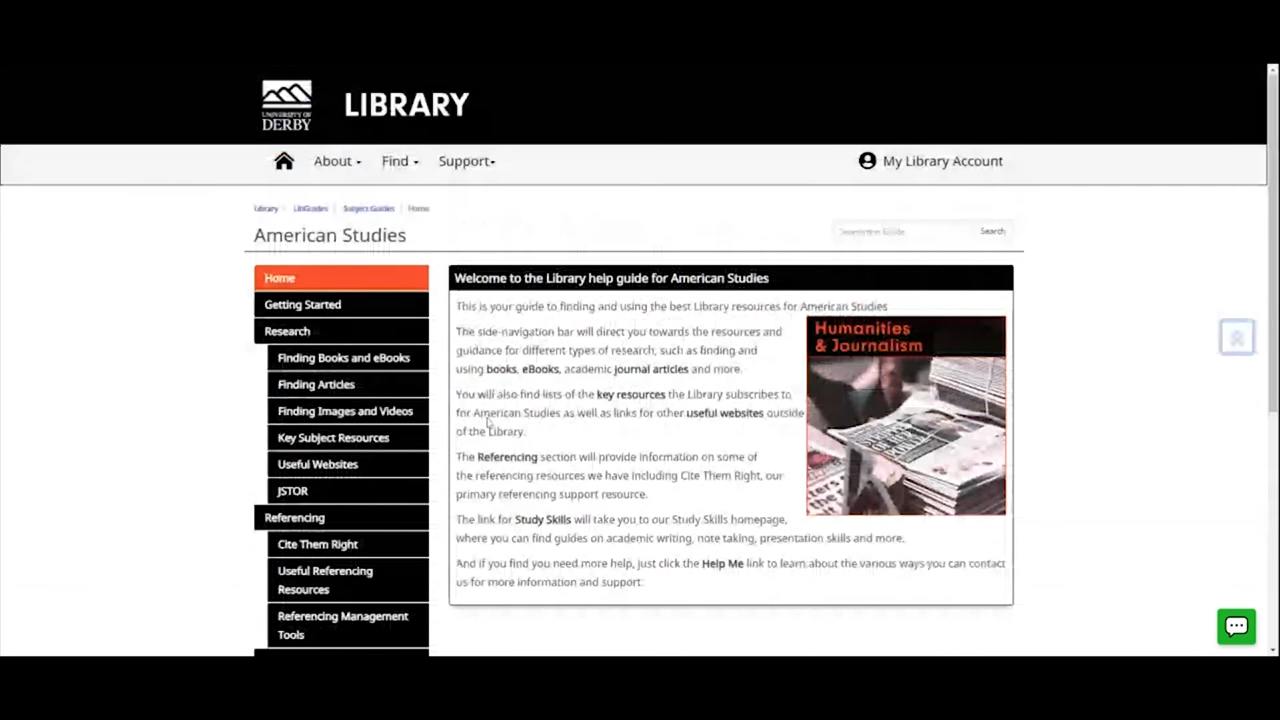 UNIVERSITY OF
DERBY
LIBRARY
About
Find
Support
My Library Account
Library
LibGuides
Subject Guides
Home
American Studies
Search
Home
Getting Started
Research
Finding Books and eBooks
Finding Articles
Finding Images and Videos
Key Subject Resources
Useful Websites
JSTOR
Referencing
Cite Them Right
Useful Referencing
Resources
Referencing Management
Tools
Welcome to the Library help guide for American Studies
This is your guide to finding and using the best Library resources for American Studies
The side-navigation bar will direct you towards the resources and
guidance for different types of research, such as finding and
using books, eBooks, academic journal articles and more.
You will also find lists of the key resources the Library subscribes to
for American Studies as well as links for other useful websites outside
of the Library.
The Referencing section will provide information on some of
the referencing resources we have including Cite Them Right, our
primary referencing support resource.
The link for Study Skills will take you to our Study Skills homepage,
where you can find guides on academic writing, note taking, presentation skills and more.
And if you find you need more help, just click the Help Me link to learn about the various ways you can contact
us for more information and support.
Humanities
& Journalism